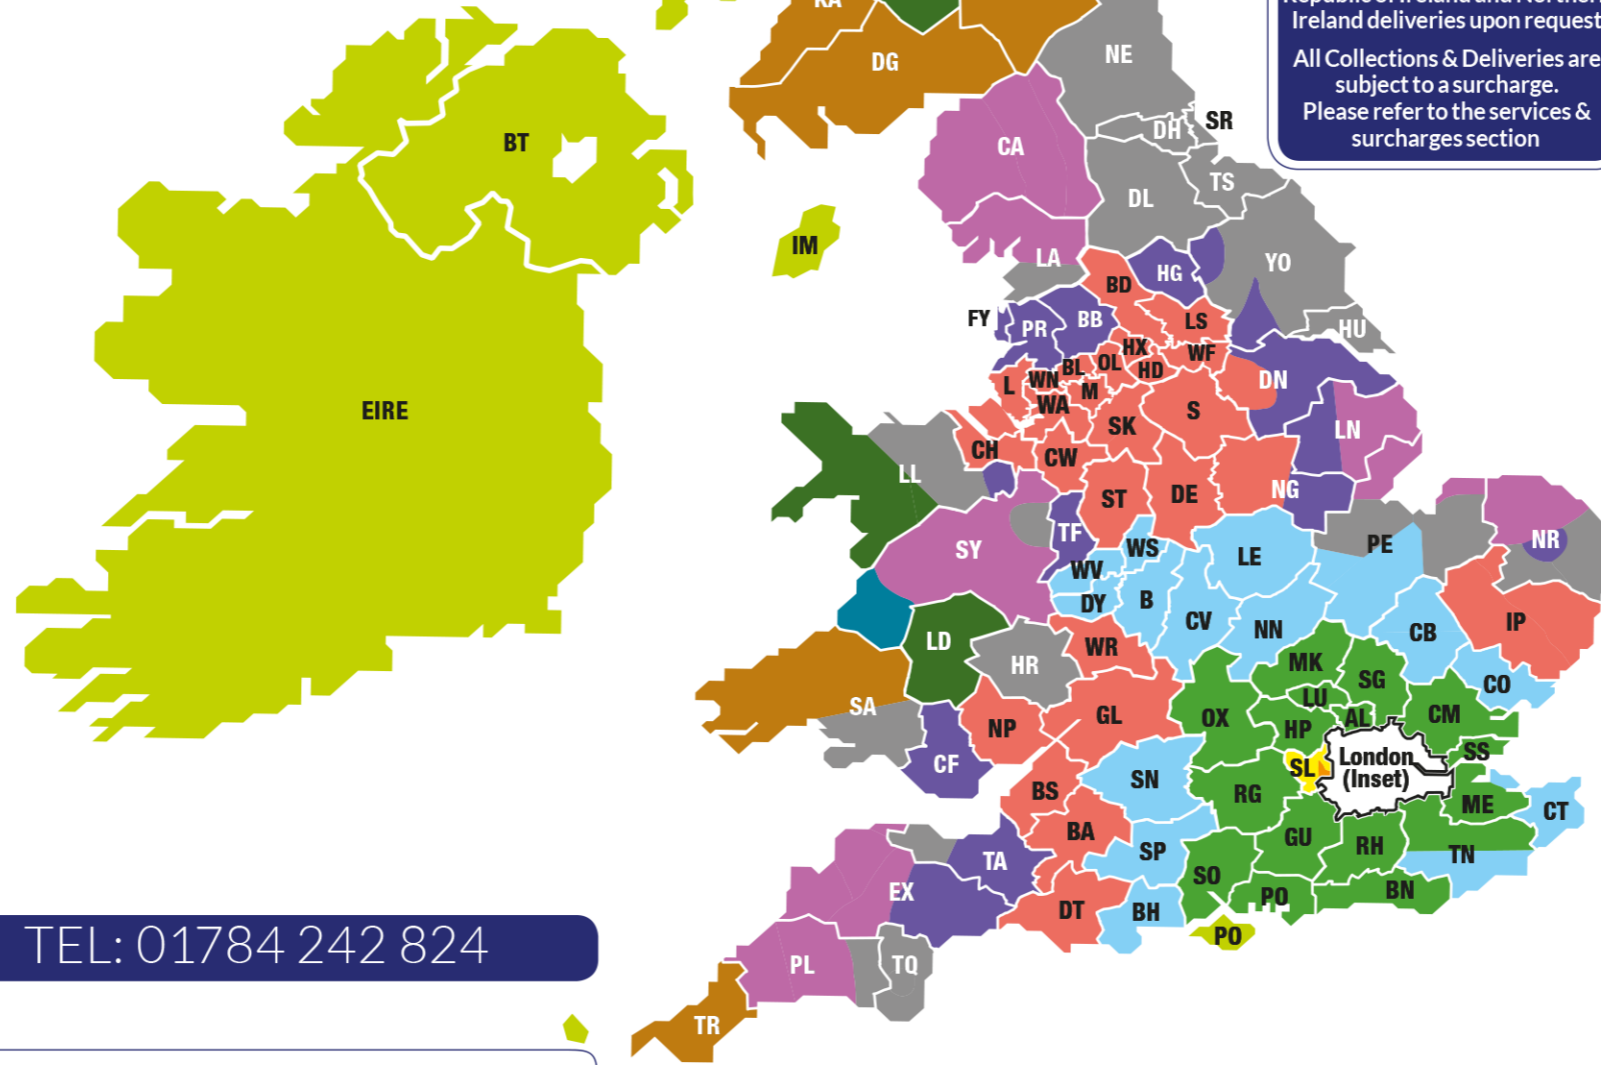 Ireland deliveries upon request
All Collections & Deliveries are
subject to a surcharge.
Please refer to the services &
surcharges section
KA
DG
NE
BT
DH
SR
CA
TS
DL
IM
LA
HG
YO
BD
FY
PR
BB
LS
HU
HX
WF
BL
OL
HD
DN
L
WN
M
WA
S
EIRE
SK
LN
CH
CW
LL
ST
DE
NG
TF
WS
SY
LE
PE
NR
WV
DY
B
CV
NN
CB
IP
LD
WR
HR
MK
SG
CO
LU
SA
NP
GL
OX
HP
AL
CM
SS
London
(Inset)
CF
SL
BS
SN
RG
ME
CT
BA
GU
RH
TN
TA
SP
SO
EX
DT
BH
PO
BN
PO
TEL: 01784 242 824
PL
TQ
TR